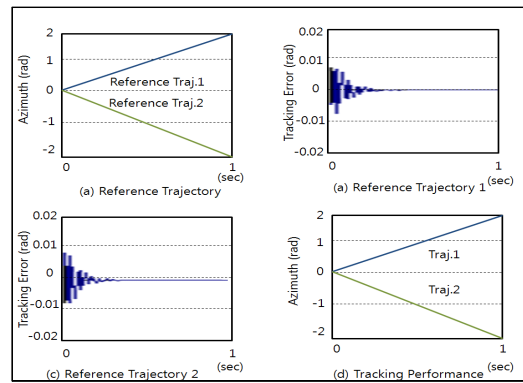 2
1
0
-1
-2
Azimuth (rad)
Reference Traj.1
Reference Traj.2
0
1
(sec)
(a) Reference Trajectory
0.02
0.01
0
-0.01
-0.02
Tracking Error (rad)
0
1
(sec)
(a) Reference Trajectory 1
0.02
0.01
0
-0.01
-0.02
Tracking Error (rad)
0
1
(sec)
(c) Reference Trajectory 2
2
1
0
-1
-2
Azimuth (rad)
Traj.1
Traj.2
0
1
(sec)
(d) Tracking Performance